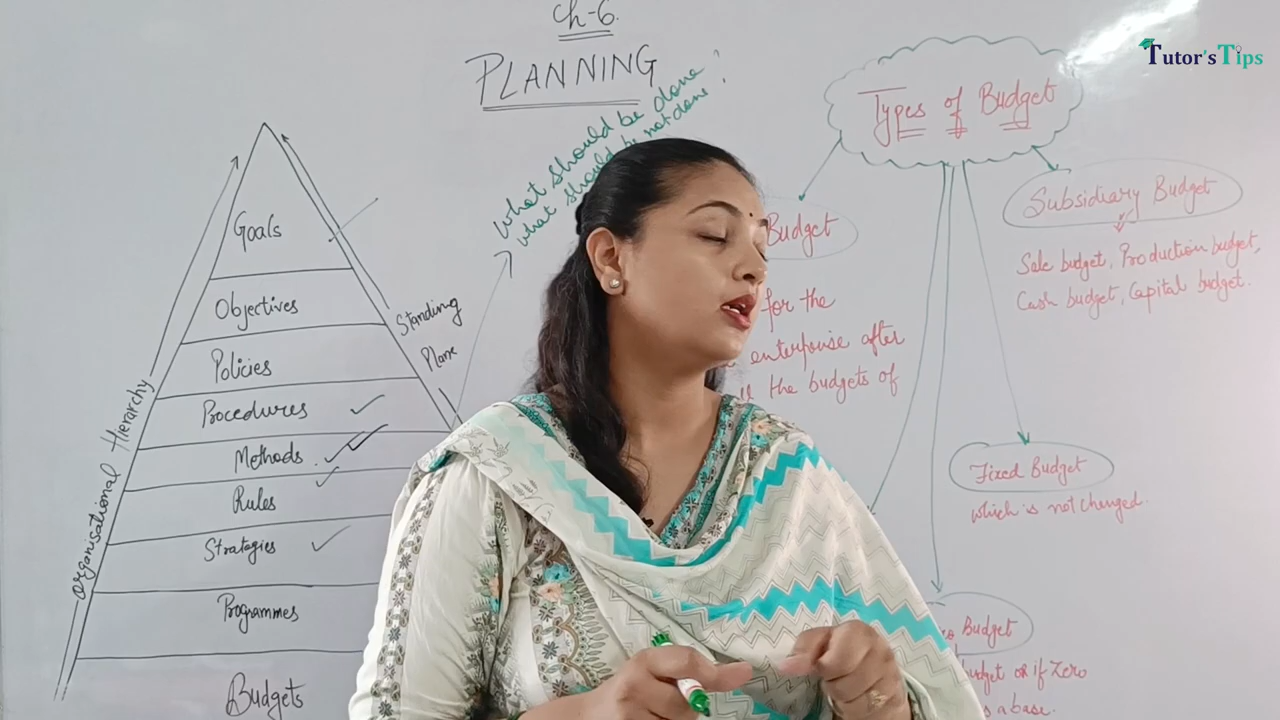 Ch-6.
PLANNING
what should be done ?
what should be not done !
Tutor'sTips
Types of Budget
Goals
Objectives
Policies
Procedures
Methods.
Rules
Stratagies
Programmes
Budgets
Organisational Hierarchy
Standing
Plane
Budget
for the
enterprise after
the budgets of
Subsidiary Budget
Sale budget, Production budget,
Cash budget, Capital budget.
Fixed Budget
which is not changed.
Budget
budget or if Zero
s a base.